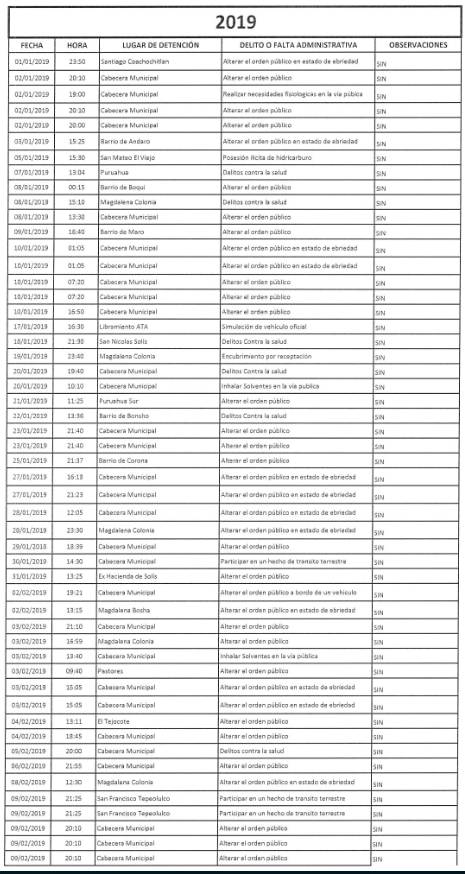 2019
FECHA HORA LUGAR DE DETENCIÓN DELITO O FALTA ADMINISTRATIVA OBSERVACIONES
01/01/2019 23:50 Santiago Coachochitlan Alterar el orden público en estado de ebriedad SIN
02/01/2019 20:10 Cabecera Municipal Alterar el orden público SIN
02/01/2019 19:00 Cabecera Municipal Realizar necesidades fisiologicas en la via púbica SIN
02/01/2019 20:10 Cabecera Municipal Alterar el orden público SIN
02/01/2019 20:00 Cabecera Municipal Alterar el orden público SIN
03/01/2019 15:25 Barrio de Andaro Alterar el orden público en estado de ebriedad SIN
05/01/2019 15:30 San Mateo El Viejo Posesión ilicita de hidricarburo SIN
07/01/2019 13:04 Puruahua Delitos contra la salud SIN
08/01/2019 00:15 Barrio de Boqui Alterar el orden público SIN
08/01/2019 15:10 Magdalena Colonia Delitos contra la salud SIN
08/01/2019 13:30 Cabecera Municipal Alterar el orden público SIN
09/01/2019 16:40 Barrio de Maro Alterar el orden público SIN
10/01/2019 01:05 Cabecera Municipal Alterar el orden público en estado de ebriedad SIN
10/01/2019 01:05 Cabecera Municipal Alterar el orden público en estado de ebriedad SIN
10/01/2019 07:20 Cabecera Municipal Alterar el orden público SIN
10/01/2019 07:20 Cabecera Municipal Alterar el orden público SIN
10/01/2019 16:50 Cabecera Municipal Alterar el orden público SIN
17/01/2019 16:30 Libramiento ATA Simulación de vehículo oficial SIN
18/01/2019 21:30 San Nicolas Solis Delitos Contra la salud SIN
19/01/2019 23:40 Magdalena Colonia Encubrimiento por receptación SIN
20/01/2019 19:40 Cabecera Municipal Delitos Contra la salud SIN
20/01/2019 10:10 Cabecera Municipal Inhalar Solventes en la via publica SIN
21/01/2019 11:25 Puruahua Sur Alterar el orden público SIN
22/01/2019 13:36 Barrio de Bonsho Delitos Contra la salud SIN
23/01/2019 21:40 Cabecera Municipal Alterar el orden público SIN
23/01/2019 21:40 Cabecera Municipal Alterar el orden público SIN
25/01/2019 21:37 Barrio de Corona Alterar el orden público SIN
27/01/2019 16:18 Cabecera Municipal Alterar el orden público en estado de ebriedad SIN
27/01/2019 21:23 Cabecera Municipal Alterar el orden público en estado de ebriedad SIN
28/01/2019 12:05 Cabecera Municipal Alterar el orden público en estado de ebriedad SIN
28/01/2019 23:30 Magdalena Colonia Alterar el orden público en estado de ebriedad SIN
29/01/2019 18:39 Cabecera Municipal Alterar el orden público SIN
30/01/2019 14:30 Cabecera Municipal Participar en un hecho de transito terrestre SIN
31/01/2019 13:25 Ex Hacienda de Solis Alterar el orden público SIN
02/02/2019 19:21 Cabecera Municipal Alterar el orden público a bordo de un vehículo SIN
02/02/2019 13:15 Magdalena Bosha Alterar el orden público en estado de ebriedad SIN
03/02/2019 21:10 Cabecera Municipal Alterar el orden público SIN
03/02/2019 16:59 Magdalena Colonia Alterar el orden público SIN
03/02/2019 13:40 Cabecera Municipal Inhalar Solventes en la vía pública SIN
03/02/2019 09:40 Pastores Alterar el orden público SIN
03/02/2019 15:05 Cabecera Municipal Alterar el orden público en estado de ebriedad SIN
03/02/2019 15:05 Cabecera Municipal Alterar el orden público en estado de ebriedad SIN
04/02/2019 13:11 El Tejocote Alterar el orden público SIN
04/02/2019 18:45 Cabecera Municipal Alterar el orden público SIN
05/02/2019 20:00 Cabecera Municipal Delitos contra la salud SIN
06/02/2019 21:55 Cabecera Municipal Alterar el orden público SIN
08/02/2019 12:30 Magdalana Colonia Alterar el orden público en estado de ebriedad SIN
09/02/2019 21:25 San Francisco Tepeolulco Participar en un hecho de transito terrestre SIN
09/02/2019 21:25 San Francisco Tepeolulco Participar en un hecho de transito terrestre SIN
09/02/2019 20:10 Cabecera Municipal Alterar el orden público SIN
09/02/2019 20:10 Cabecera Municipal Alterar el orden público SIN
09/02/2019 20:10 Cabecera Municipal Alterar el orden público SIN